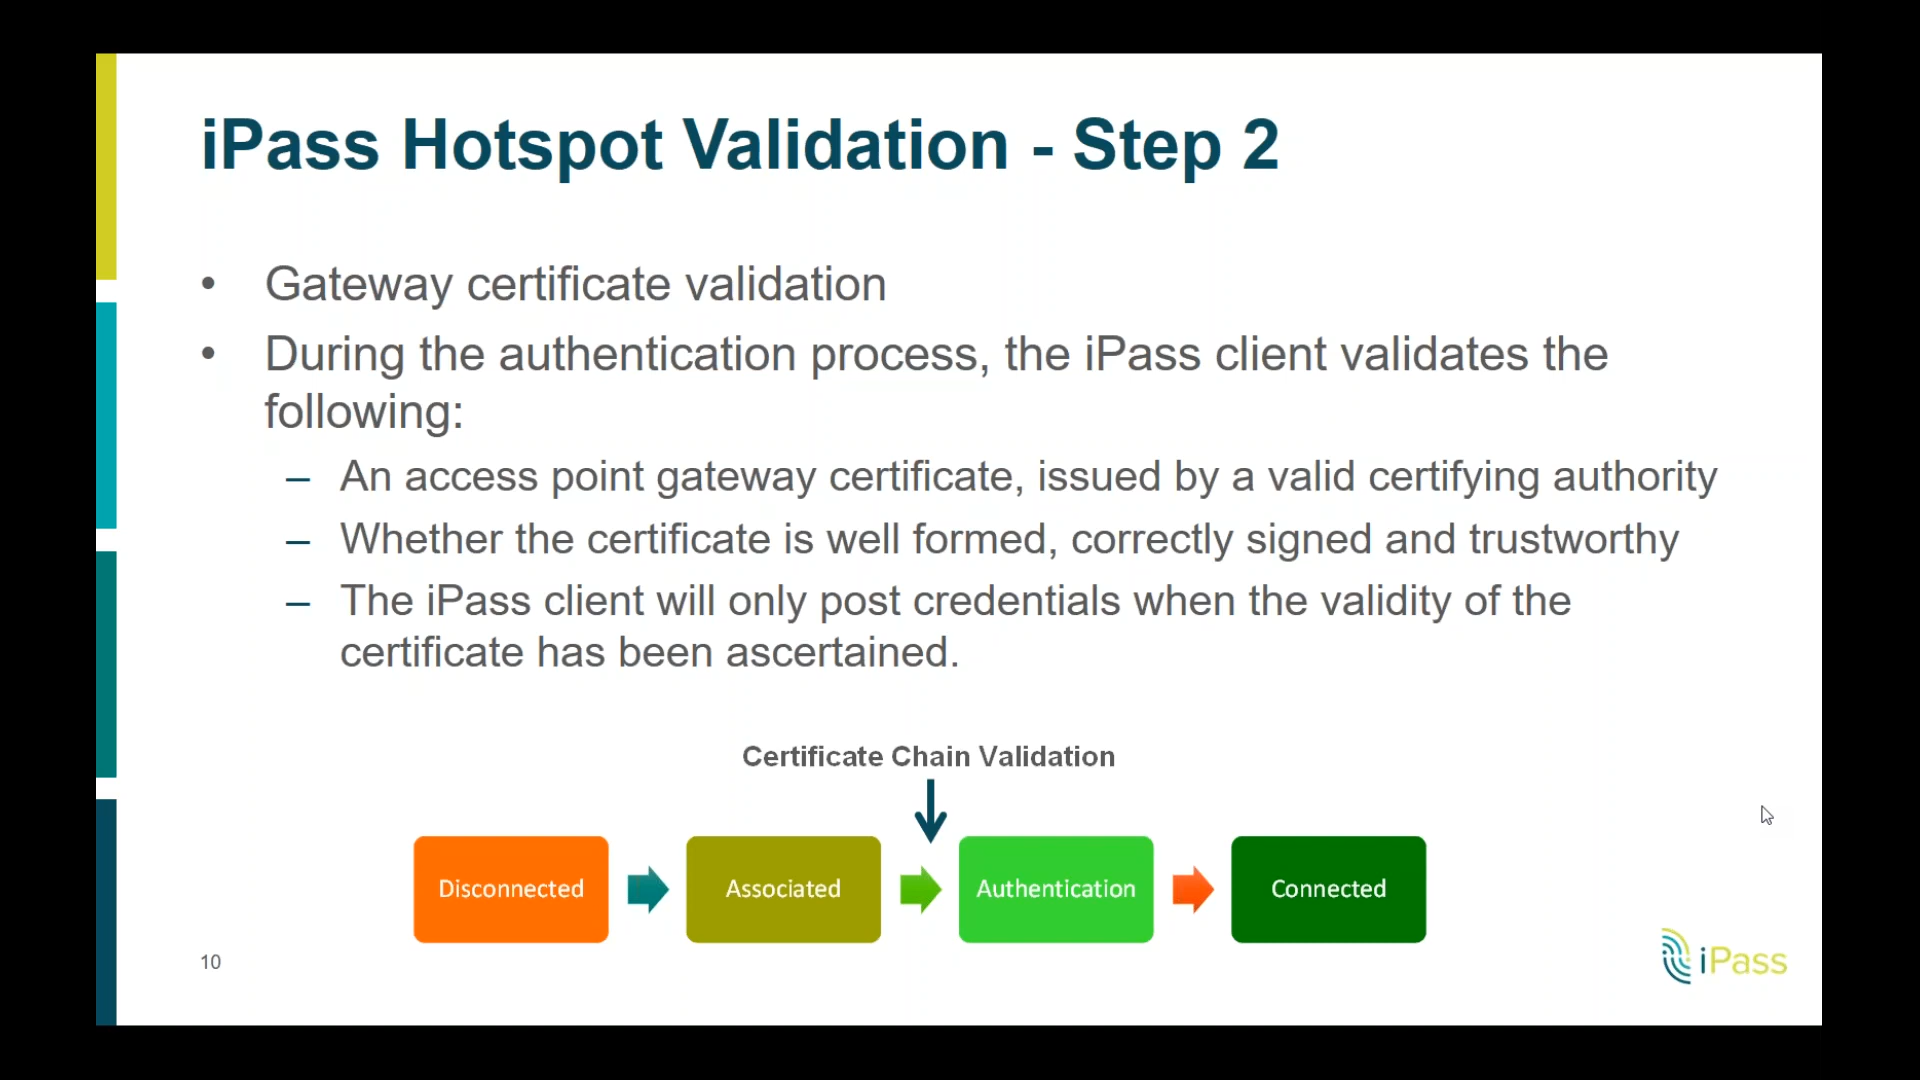 iPass Hotspot Validation - Step 2
• Gateway certificate validation
• During the authentication process, the iPass client validates the
following:
– An access point gateway certificate, issued by a valid certifying authority
– Whether the certificate is well formed, correctly signed and trustworthy
– The iPass client will only post credentials when the validity of the
certificate has been ascertained.
Certificate Chain Validation
Disconnected
Associated
Authentication
Connected
10
iPass